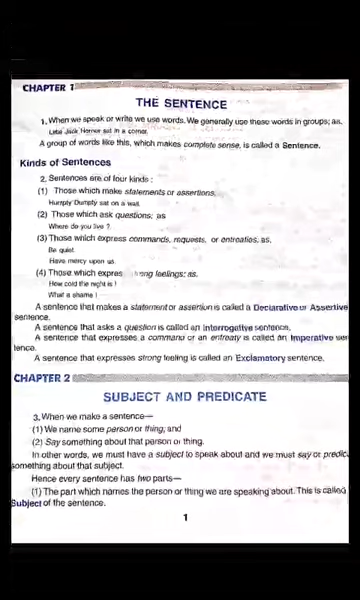 CHAPTER 1
THE SENTENCE
1. When we speak or write we use words. We generally use these words in groups; as,
Little Jack Horner sat in a corner.
A group of words like this, which makes complete sense, is called a Sentence.
Kinds of Sentences
2. Sentences are of four kinds :
(1) Those which make statements or assertions,
Humpty Dumpty sat on a wall.
(2) Those which ask questions; as
Where do you live ?
(3) Those which express commands, requests, or entreaties; as,
Be quiet.
Have mercy upon us.
(4) Those which expres strong feelings; as.
How cold the night is !
What a shame !
A sentence that makes a statement or assertion is called a Declarative or Assertive
sentence.
A sentence that asks a question is called an Interrogative sentence.
A sentence that expresses a command or an entreaty is called an Imperative sen
tence.
A sentence that expresses strong feeling is called an Exclamatory sentence.
CHAPTER 2
SUBJECT AND PREDICATE
3. When we make a sentence—
(1) We name some person or thing; and
(2) Say something about that person or thing.
In other words, we must have a subject to speak about and we must say or predic
something about that subject.
Hence every sentence has two parts—
(1) The part which names the person or thing we are speaking about. This is called
Subject of the sentence.
1